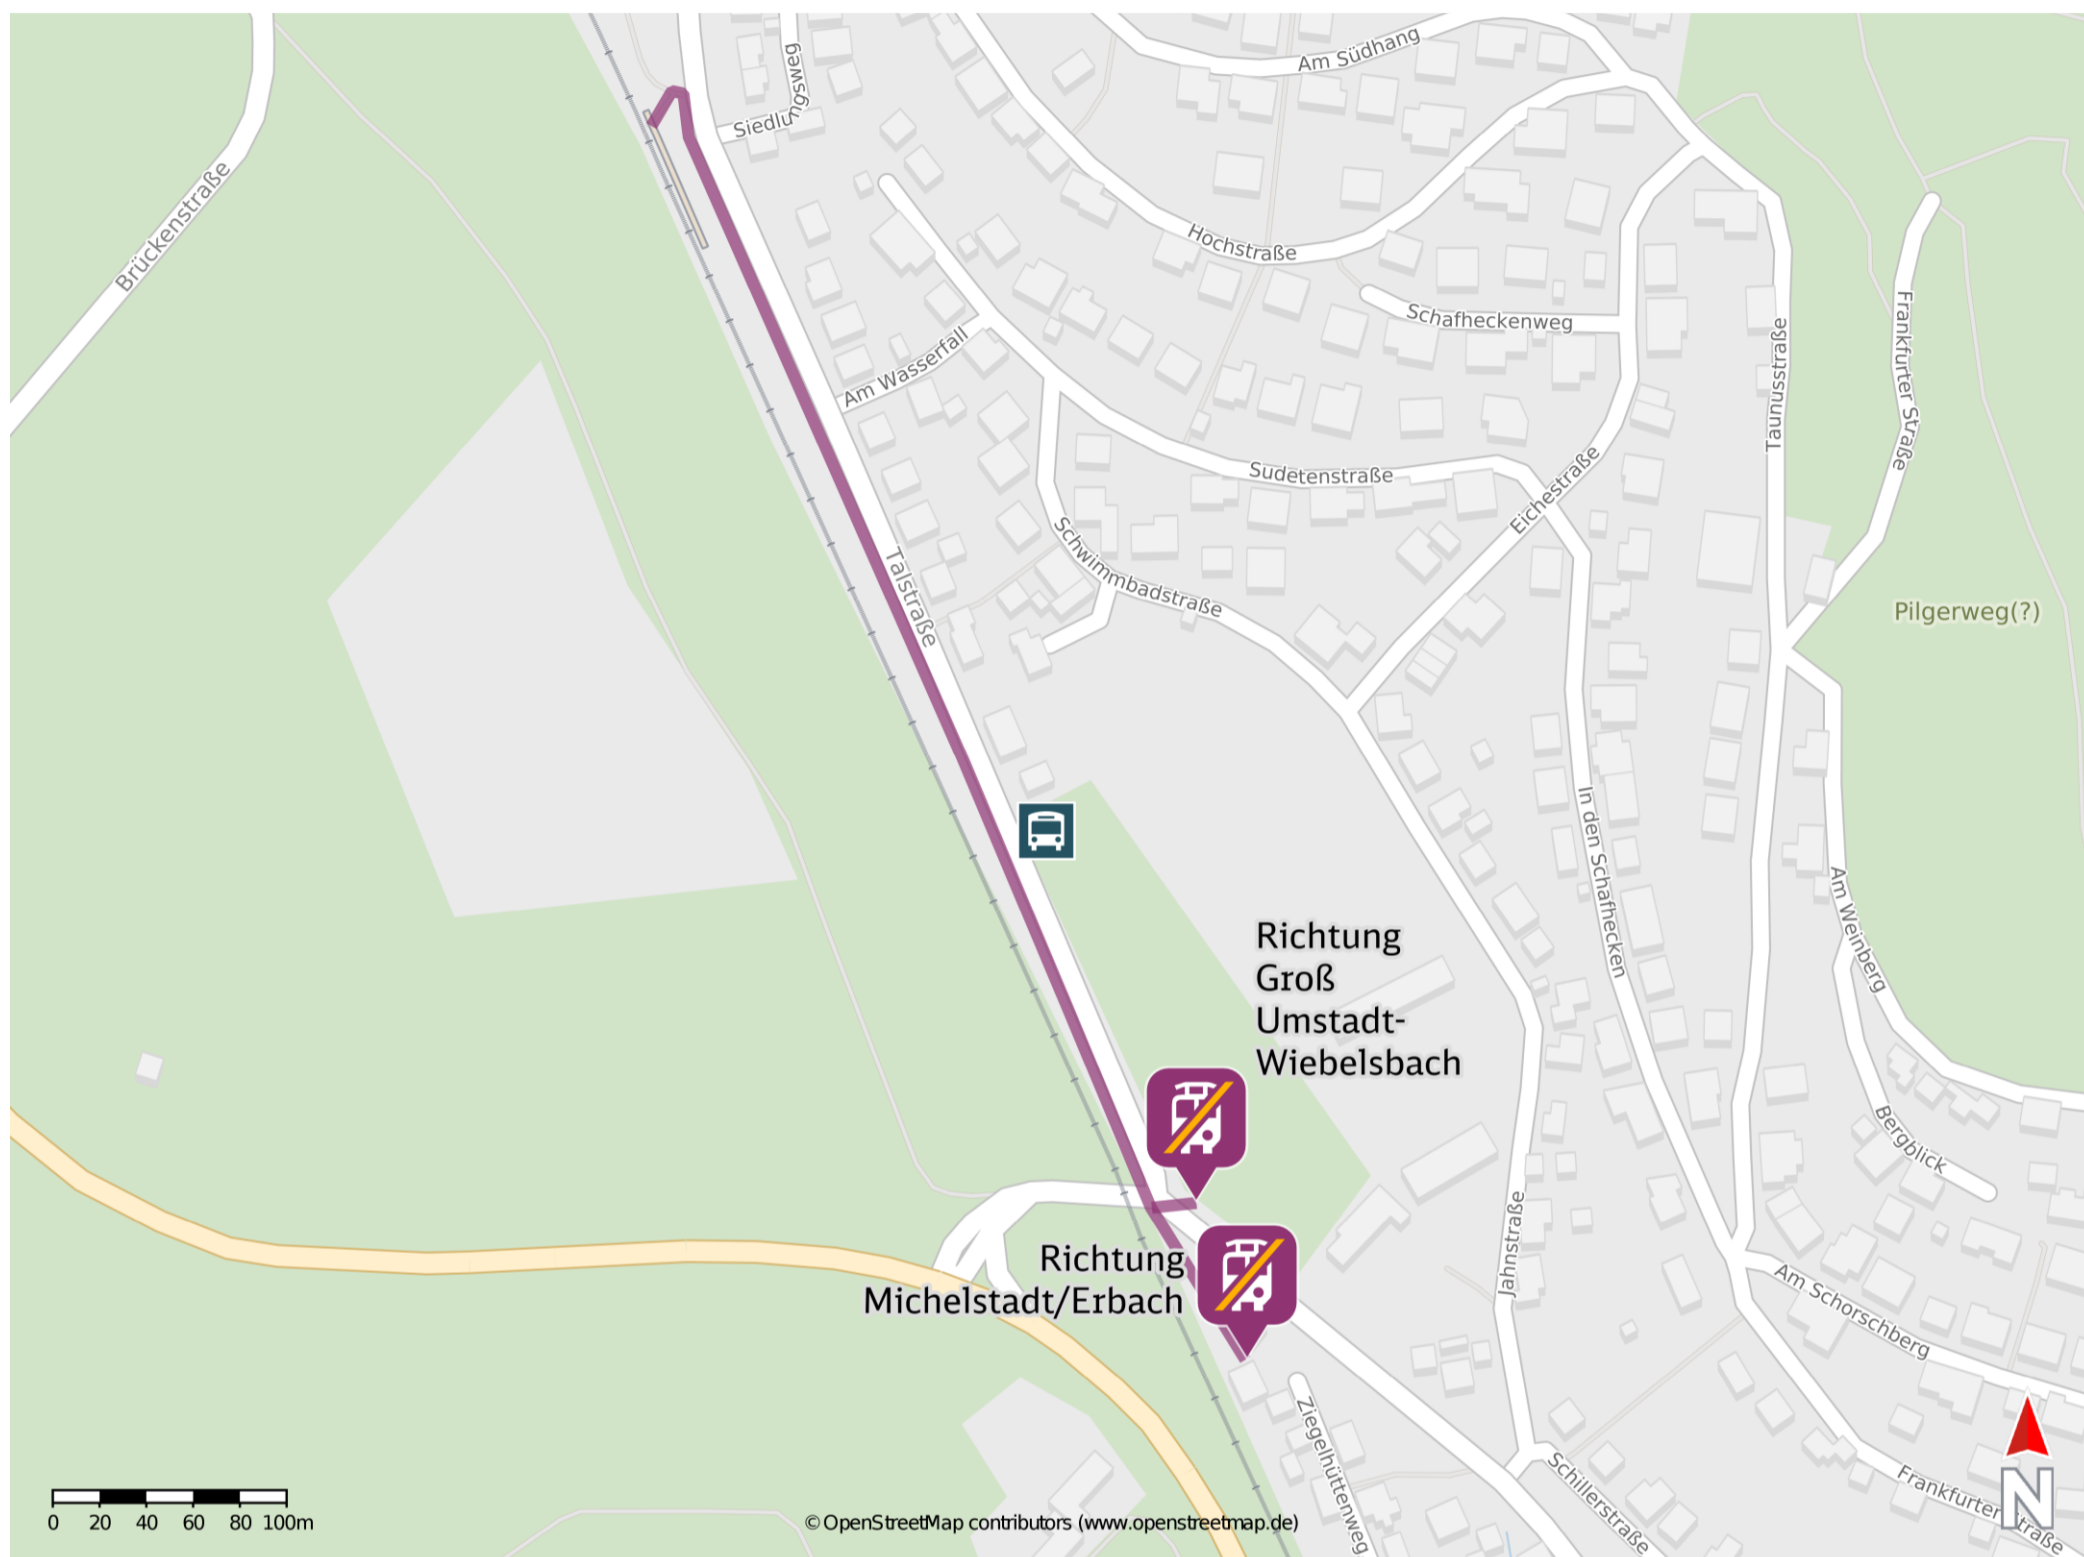 Am Südhang
Siedlungsweg
Brückenstraße
Hochstraße
Schafheckenweg
Frankfurter Straße
Taunusstraße
Am Wasserfall
Sudetenstraße
Eichestraße
Schwimmbadstraße
Talstraße
Pilgerweg(?)
In den Schafhecken
Am Weinberg
Richtung
Groß
Umstadt-
Wiebelsbach
Bergblick
Jahnstraße
Richtung
Michelstadt/Erbach
Am Schorschberg
Ziegelhüttenweg
Schillerstraße
Frankfurter Straße
N
0 20 40 60 80 100m
© OpenStreetMap contributors (www.openstreetmap.de)